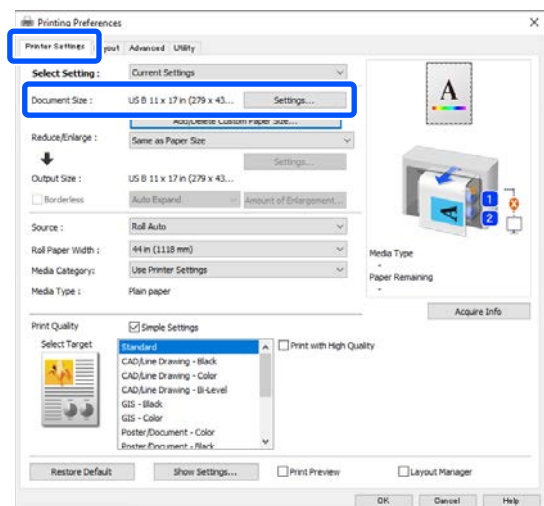 Printing Preferences
Printer Settings yout Advanced Utility
Select Setting : Current Settings
Document Size : US B 11 x 17 in (279 x 43... Settings...
Add/Delete Custom Paper Size...
Reduce/Enlarge : Same as Paper Size
Settings...
Output Size : US B 11 x 17 in (279 x 43...
Borderless Auto Expand Amount of Enlargement...
Source : Roll Auto
Roll Paper Width : 44 in (1118 mm)
Media Category: Use Printer Settings
Media Type : Plain paper
A
A
1
2
Media Type
-
Paper Remaining
-
Acquire Info
Print Quality Simple Settings
Select Target
Standard
CAD/Line Drawing - Black
CAD/Line Drawing - Color
CAD/Line Drawing - Bi-Level
GIS - Black
GIS - Color
Poster/Document - Color
Poster/Document - Black
Print with High Quality
Restore Default Show Settings... Print Preview Layout Manager
OK Cancel Help